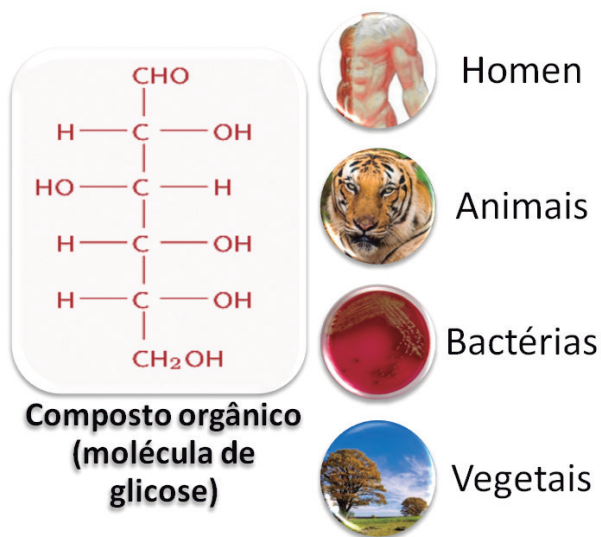 CHO
H — C — OH
HO — C — H
H — C — OH
H — C — OH
CH₂OH
Composto orgânico
(molécula de
glicose)
Homen
Animais
Bactérias
Vegetais